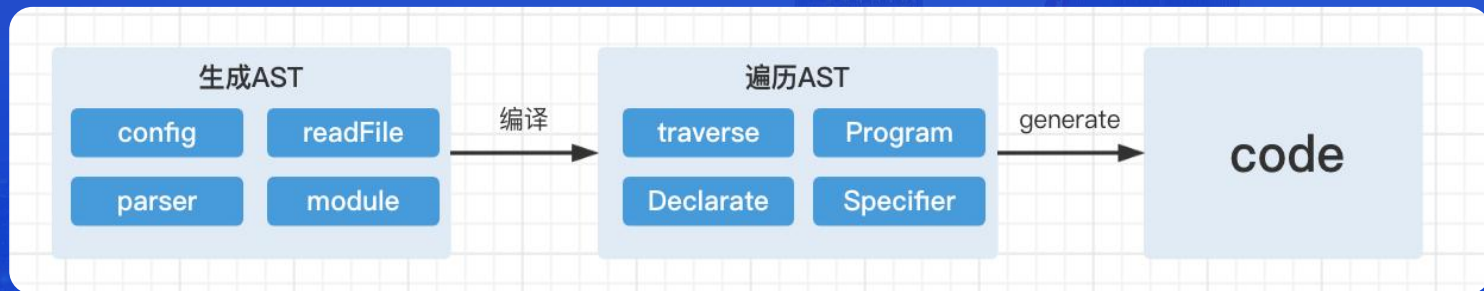 生成AST
config
readFile
parser
module
编译
遍历AST
traverse
Program
Declarate
Specifier
generate
code